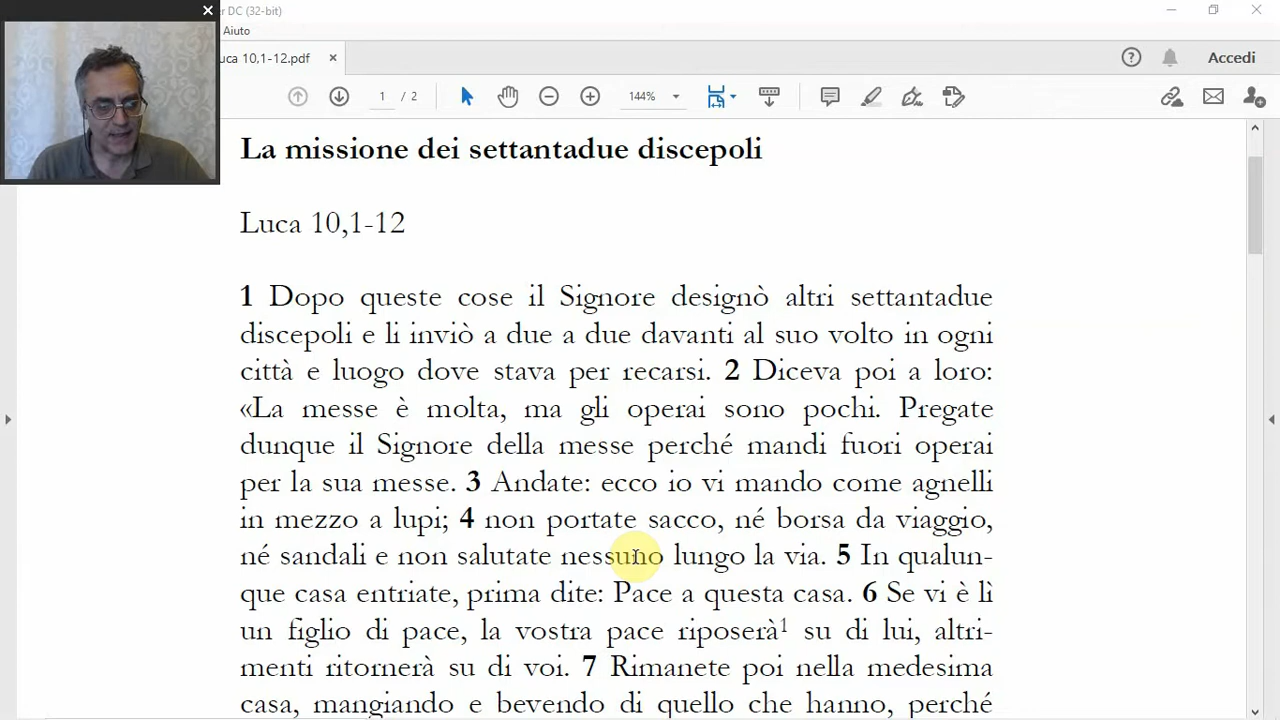 er DC (32-bit)
Aiuto
uca 10,1-12.pdf
Accedi
1 / 2
144%
La missione dei settantadue discepoli
Luca 10,1-12
1 Dopo queste cose il Signore designò altri settantadue
discepoli e li inviò a due a due davanti al suo volto in ogni
città e luogo dove stava per recarsi. 2 Diceva poi a loro:
«La messe è molta, ma gli operai sono pochi. Pregate
dunque il Signore della messe perché mandi fuori operai
per la sua messe. 3 Andate: ecco io vi mando come agnelli
in mezzo a lupi; 4 non portate sacco, né borsa da viaggio,
né sandali e non salutate nessuno lungo la via. 5 In qualun-
que casa entriate, prima dite: Pace a questa casa. 6 Se vi è lì
un figlio di pace, la vostra pace riposerà1 su di lui, altri-
menti ritornerà su di voi. 7 Rimanete poi nella medesima
casa, mangiando e bevendo di quello che hanno, perché